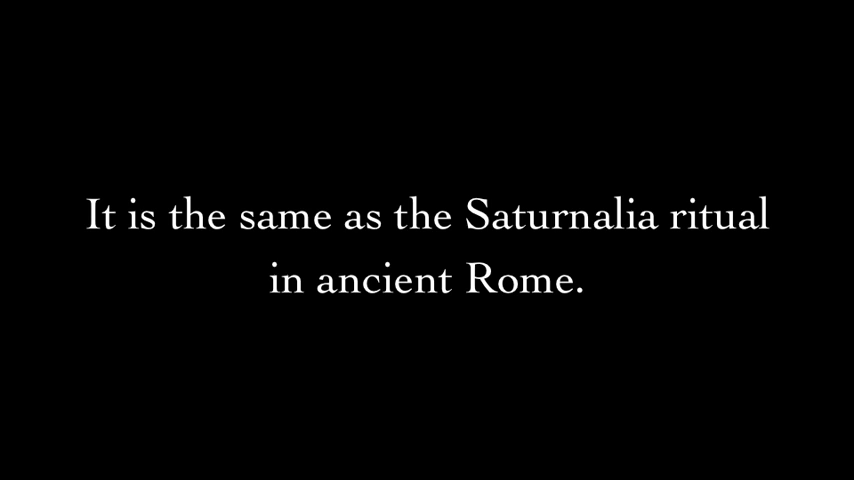 It is the same as the Saturnalia ritual
in ancient Rome.